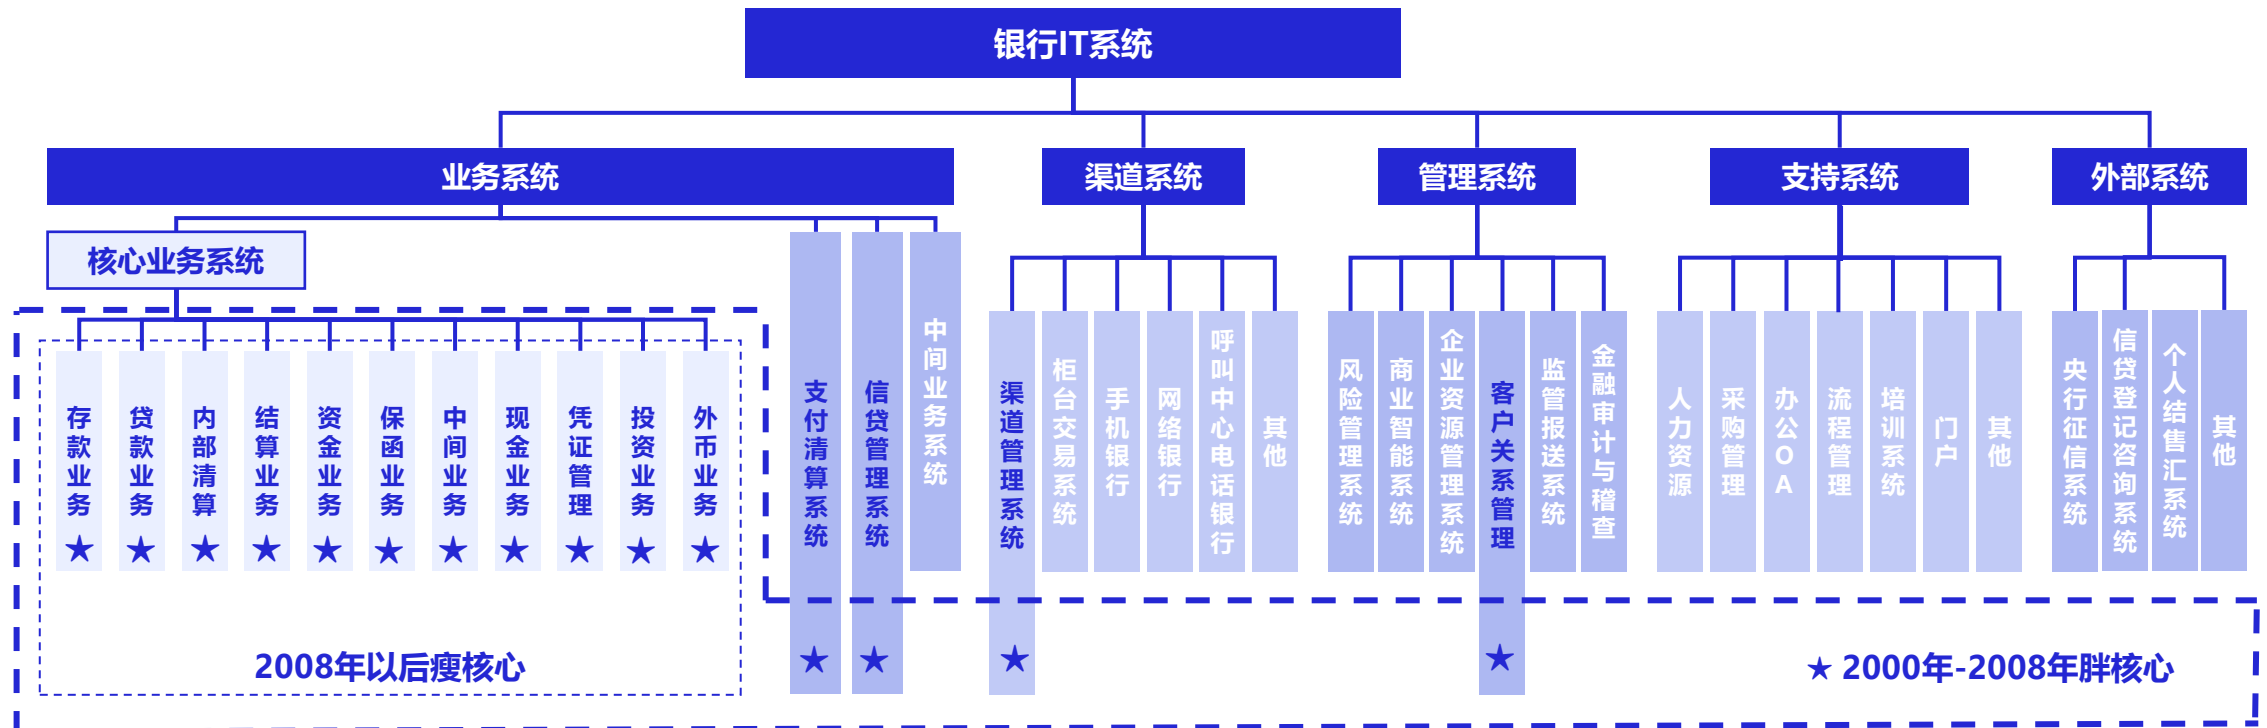 银行IT系统
业务系统
渠道系统
管理系统
支持系统
外部系统
核心业务系统
存款业务
贷款业务
内部清算
结算业务
资金业务
保函业务
中间业务
现金业务
凭证管理
投资业务
外币业务
支付清算系统
信贷管理系统
中间业务系统
渠道管理系统
柜台交易系统
手机银行
网络银行
呼叫中心电话银行
其他
风险管理系统
商业智能系统
企业资源管理系统
客户关系管理
监管报送系统
金融审计与稽查
人力资源
采购管理
办公OA
流程管理
培训系统
门户
其他
央行征信系统
信贷登记咨询系统
个人结售汇系统
其他
2008年以后瘦核心
★ 2000年-2008年胖核心